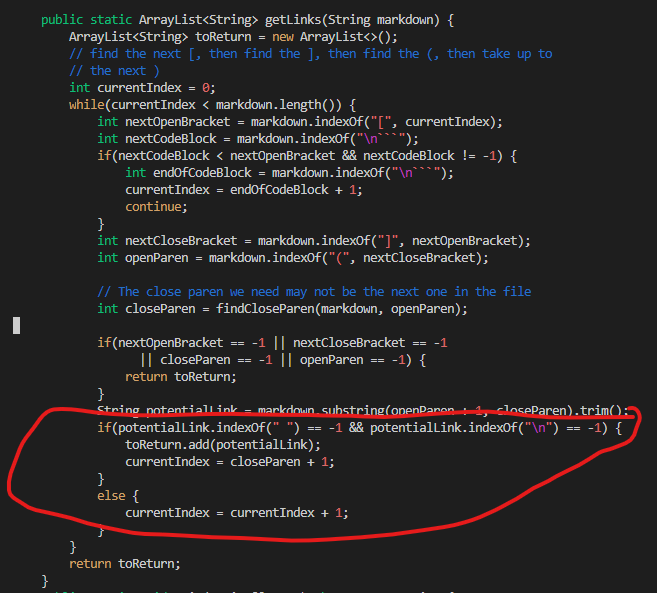 public static ArrayList<String> getLinks(String markdown) {
ArrayList<String> toReturn = new ArrayList<>();
// find the next [, then find the ], then find the (, then take up to
// the next )
int currentIndex = 0;
while(currentIndex < markdown.length()) {
int nextOpenBracket = markdown.indexOf("[", currentIndex);
int nextCodeBlock = markdown.indexOf("\n```");
if(nextCodeBlock < nextOpenBracket && nextCodeBlock != -1) {
int endOfCodeBlock = markdown.indexOf("\n```");
currentIndex = endOfCodeBlock + 1;
continue;
}
int nextCloseBracket = markdown.indexOf("]", nextOpenBracket);
int openParen = markdown.indexOf("(", nextCloseBracket);
// The close paren we need may not be the next one in the file
int closeParen = findCloseParen(markdown, openParen);
if(nextOpenBracket == -1 || nextCloseBracket == -1
|| closeParen == -1 || openParen == -1) {
return toReturn;
}
String potentialLink = markdown.substring(openParen + 1, closeParen).trim();
if(potentialLink.indexOf(" ") == -1 && potentialLink.indexOf("\n") == -1) {
toReturn.add(potentialLink);
currentIndex = closeParen + 1;
}
else {
currentIndex = currentIndex + 1;
}
}
return toReturn;
}